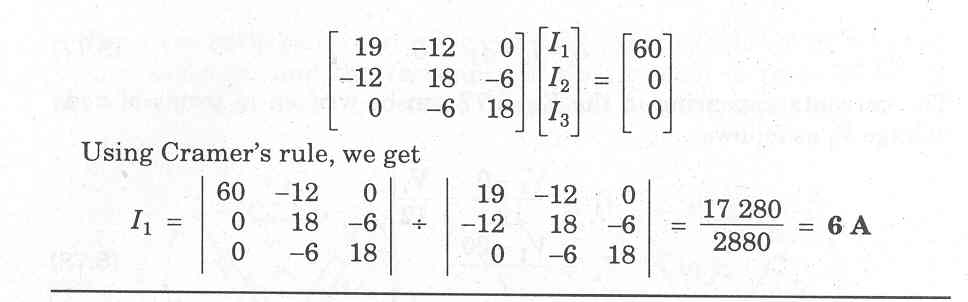 [ 19 −12 0 ] [ I1 ] [ 60 ]
[ −12 18 −6 ] [ I2 ] = [ 0 ]
[ 0 −6 18 ] [ I3 ] [ 0 ]
Using Cramer's rule, we get
| 60 −12 0 | | 19 −12 0 |
I1 = | 0 18 −6 | ÷ | −12 18 −6 | = 17 280 / 2880 = 6 A
| 0 −6 18 | | 0 −6 18 |